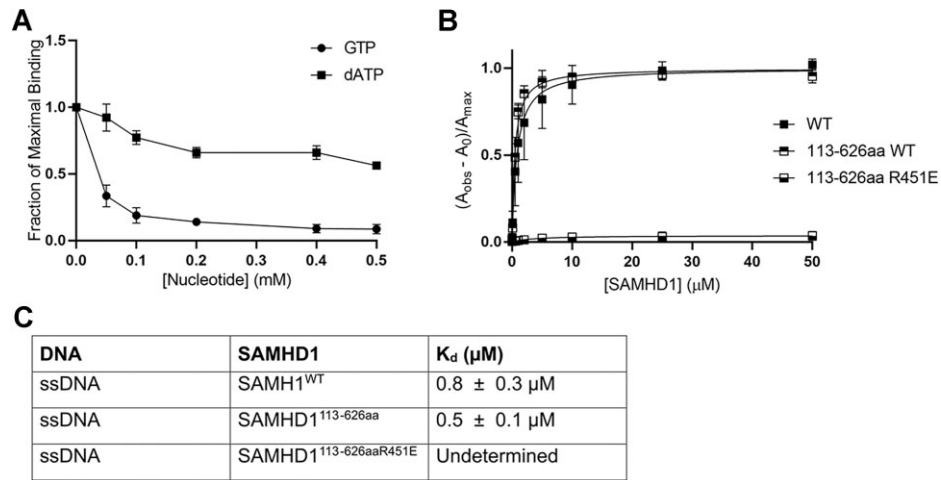 A
B
1.5
1.0
0.5
0.0
Fraction of Maximal Binding
0.0 0.1 0.2 0.3 0.4 0.5
[Nucleotide] (mM)
GTP
dATP
1.0
0.5
0.0
(Aobs - A0)/Amax
0 10 20 30 40 50
[SAMHD1] (μM)
WT
113-626aa WT
113-626aa R451E
C
DNA SAMHD1 Kd (μM)
ssDNA SAMH1WT 0.8 ± 0.3 μM
ssDNA SAMHD1113-626aa 0.5 ± 0.1 μM
ssDNA SAMHD1113-626aaR451E Undetermined